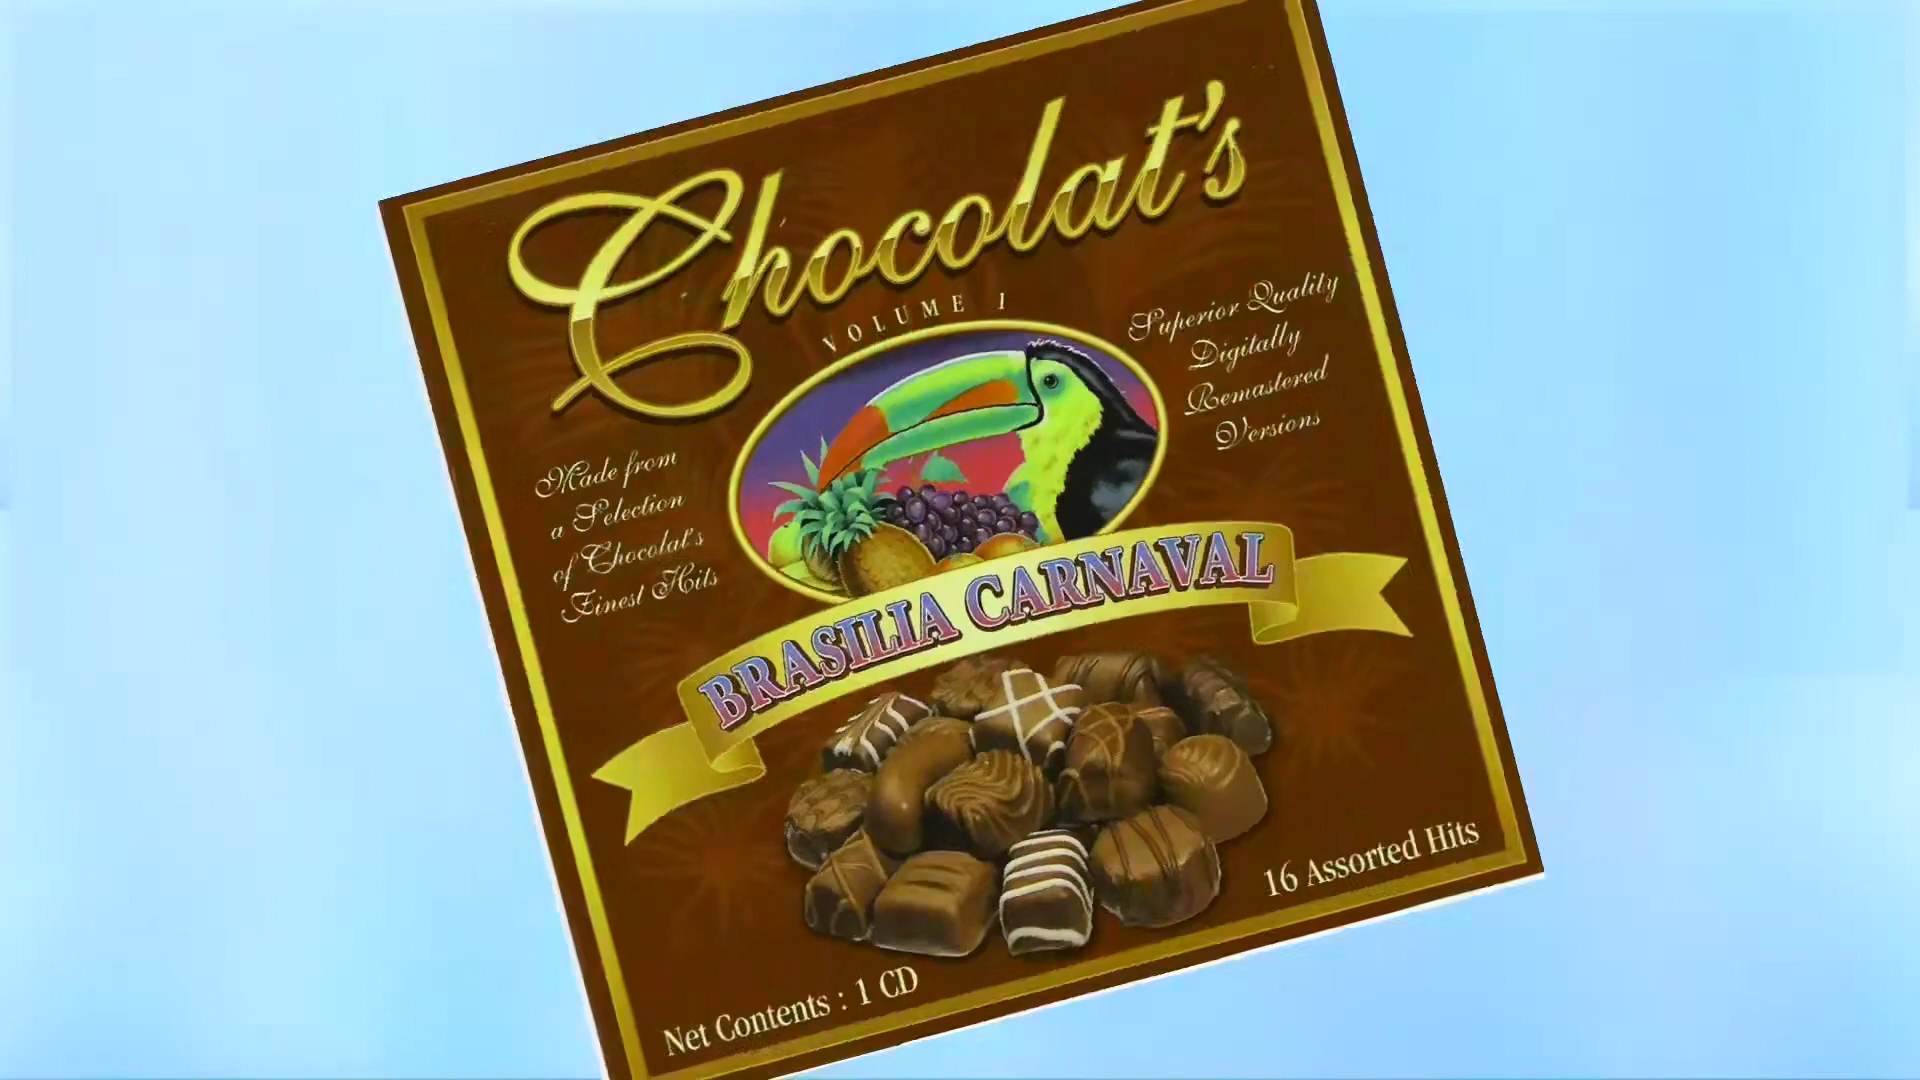 Chocolat's
VOLUME 1
Superior Quality
Digitally
Remastered
Versions
Made from
a Selection
of Chocolat's
Finest Hits
BRASILIA CARNAVAL
16 Assorted Hits
Net Contents : 1 CD